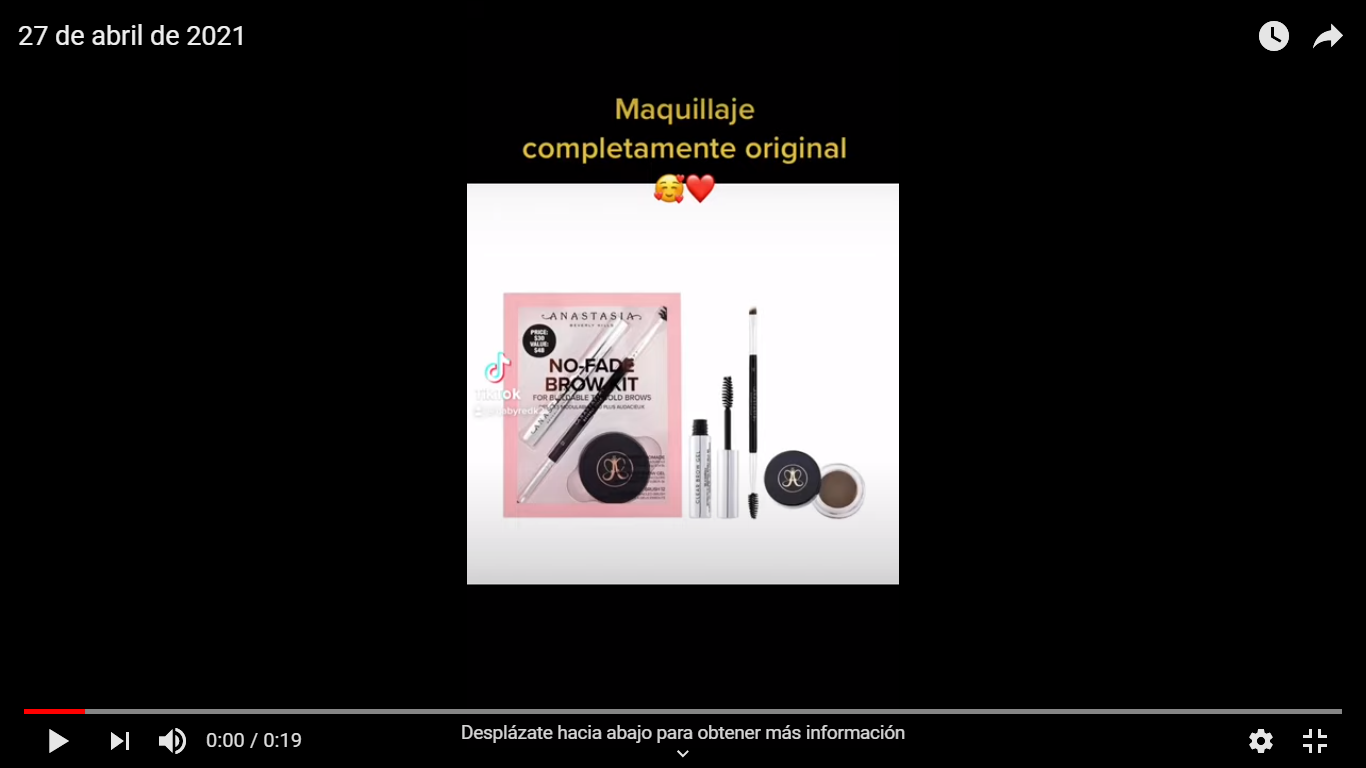 27 de abril de 2021
Maquillaje
completamente original
ANASTASIA
BEVERLY HILLS
PRICE:
$39
VALUE:
$48
NO-FADE
BROW KIT
FOR BUILDABLE TO BOLD BROWS
TikTok
CLEAR BROW GEL
0:00 / 0:19
Desplázate hacia abajo para obtener más información